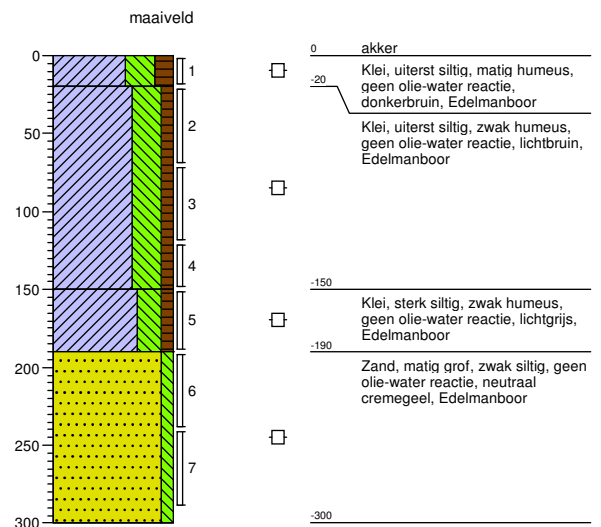 maaiveld
0
50
100
150
200
250
300
1
2
3
4
5
6
7
0
akker
Klei, uiterst siltig, matig humeus,
geen olie-water reactie,
donkerbruin, Edelmanboor
-20
Klei, uiterst siltig, zwak humeus,
geen olie-water reactie, lichtbruin,
Edelmanboor
-150
Klei, sterk siltig, zwak humeus,
geen olie-water reactie, lichtgrijs,
Edelmanboor
-190
Zand, matig grof, zwak siltig, geen
olie-water reactie, neutraal
cremegeel, Edelmanboor
-300